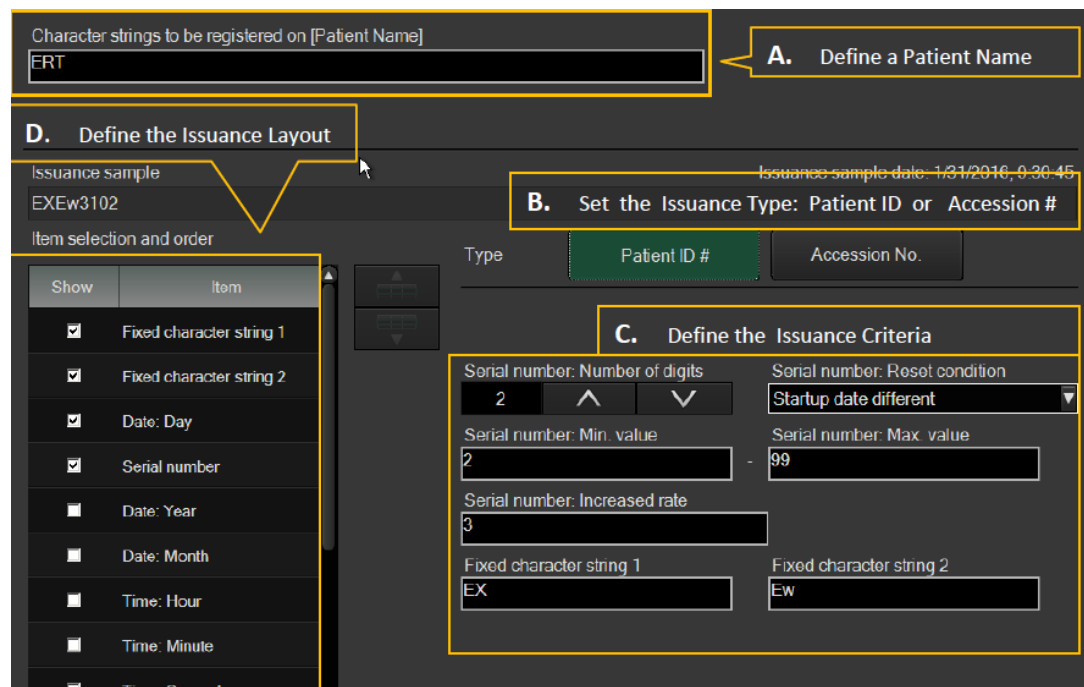 Character strings to be registered on [Patient Name]
ERT
A. Define a Patient Name
D. Define the Issuance Layout
Issuance sample
Issuance sample date: 1/31/2016, 9:30:45
EXEw3102
B. Set the Issuance Type: Patient ID or Accession #
Item selection and order
Type
Patient ID #
Accession No.
Show Item
Fixed character string 1
Fixed character string 2
Date: Day
Serial number
Date: Year
Date: Month
Time: Hour
Time: Minute
C. Define the Issuance Criteria
Serial number: Number of digits
2
Serial number: Reset condition
Startup date different
Serial number: Min. value
2
-
Serial number: Max. value
99
Serial number: Increased rate
3
Fixed character string 1
EX
Fixed character string 2
Ew